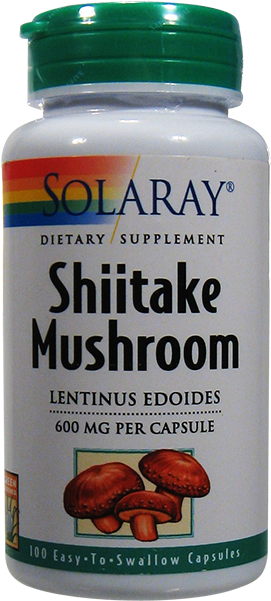 SOLARAY®
DIETARY SUPPLEMENT
Shiitake
Mushroom
LENTINUS EDOIDES
600 MG PER CAPSULE
100 Easy-To-Swallow Capsules